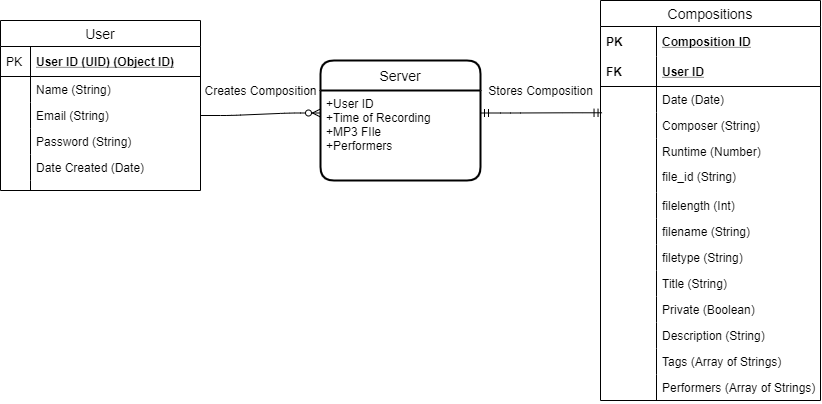 User
PK
User ID (UID) (Object ID)
Name (String)
Email (String)
Password (String)
Date Created (Date)
Creates Composition
Server
+User ID
+Time of Recording
+MP3 FIle
+Performers
Stores Composition
Compositions
PK
Composition ID
FK
User ID
Date (Date)
Composer (String)
Runtime (Number)
file_id (String)
filelength (Int)
filename (String)
filetype (String)
Title (String)
Private (Boolean)
Description (String)
Tags (Array of Strings)
Performers (Array of Strings)